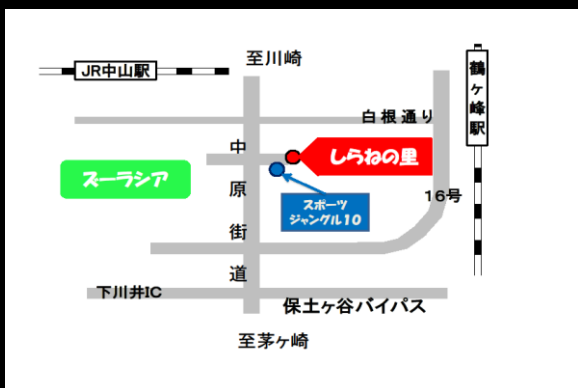 至川崎
JR中山駅
鶴ヶ峰駅
白根通り
中原街道
しらねの里
ズーラシア
スポーツ
ジャングル10
16号
下川井IC
保土ヶ谷バイパス
至茅ヶ崎